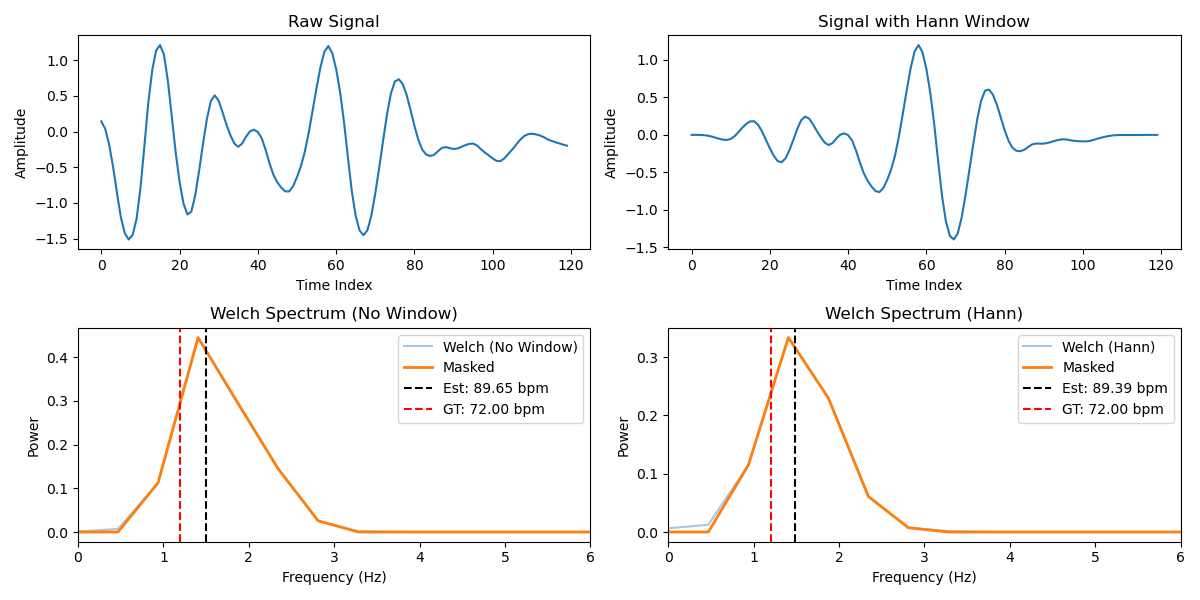 Raw Signal
Amplitude
1.0
0.5
0.0
−0.5
−1.0
−1.5
0 20 40 60 80 100 120
Time Index
Signal with Hann Window
Amplitude
1.0
0.5
0.0
−0.5
−1.0
−1.5
0 20 40 60 80 100 120
Time Index
Welch Spectrum (No Window)
Power
0.4
0.3
0.2
0.1
0.0
Welch (No Window)
Masked
Est: 89.65 bpm
GT: 72.00 bpm
0 1 2 3 4 5 6
Frequency (Hz)
Welch Spectrum (Hann)
Power
0.3
0.2
0.1
0.0
Welch (Hann)
Masked
Est: 89.39 bpm
GT: 72.00 bpm
0 1 2 3 4 5 6
Frequency (Hz)